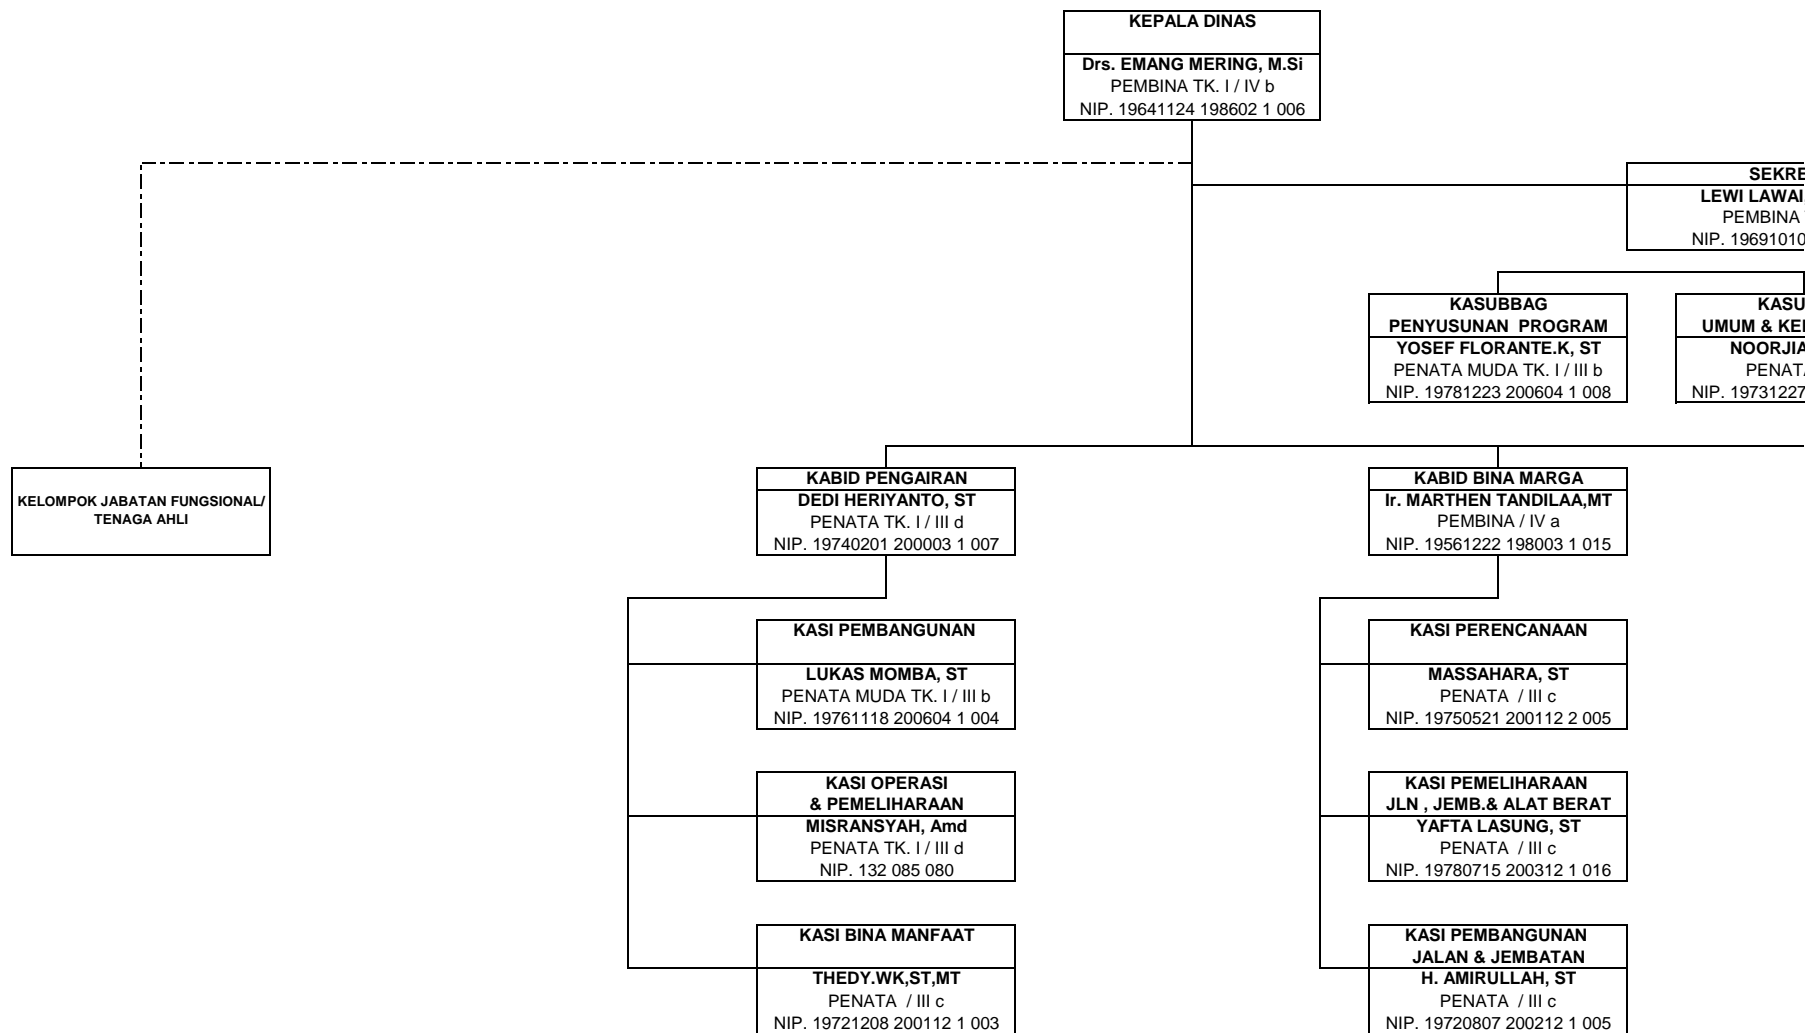 KEPALA DINAS
Drs. EMANG MERING, M.Si
PEMBINA TK. I / IV b
NIP. 19641124 198602 1 006
SEKRE
LEWI LAWAI
PEMBINA
NIP. 19691010
KASUBBAG
PENYUSUNAN PROGRAM
YOSEF FLORANTE.K, ST
PENATA MUDA TK. I / III b
NIP. 19781223 200604 1 008
KASU
UMUM & KE
NOORJIA
PENATA
NIP. 19731227
KELOMPOK JABATAN FUNGSIONAL/
TENAGA AHLI
KABID PENGAIRAN
DEDI HERIYANTO, ST
PENATA TK. I / III d
NIP. 19740201 200003 1 007
KABID BINA MARGA
Ir. MARTHEN TANDILAA,MT
PEMBINA / IV a
NIP. 19561222 198003 1 015
KASI PEMBANGUNAN
LUKAS MOMBA, ST
PENATA MUDA TK. I / III b
NIP. 19761118 200604 1 004
KASI PERENCANAAN
MASSAHARA, ST
PENATA / III c
NIP. 19750521 200112 2 005
KASI OPERASI
& PEMELIHARAAN
MISRANSYAH, Amd
PENATA TK. I / III d
NIP. 132 085 080
KASI PEMELIHARAAN
JLN , JEMB.& ALAT BERAT
YAFTA LASUNG, ST
PENATA / III c
NIP. 19780715 200312 1 016
KASI BINA MANFAAT
THEDY.WK,ST,MT
PENATA / III c
NIP. 19721208 200112 1 003
KASI PEMBANGUNAN
JALAN & JEMBATAN
H. AMIRULLAH, ST
PENATA / III c
NIP. 19720807 200212 1 005